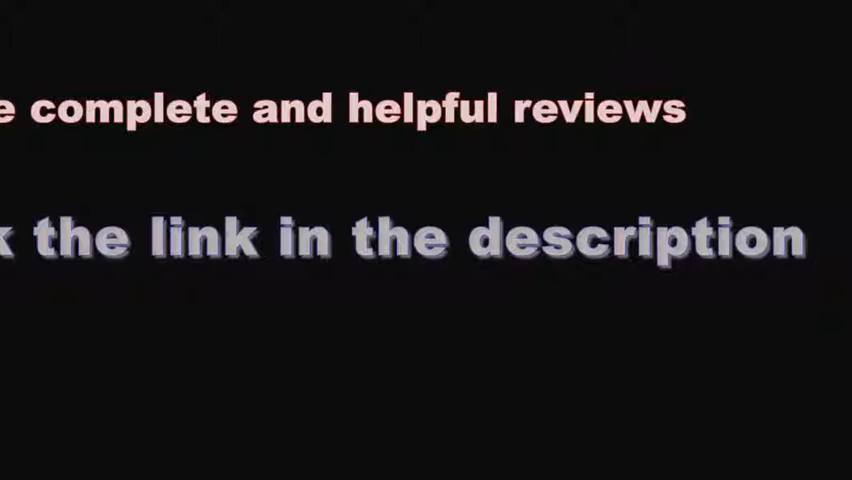 e complete and helpful reviews
k the link in the description